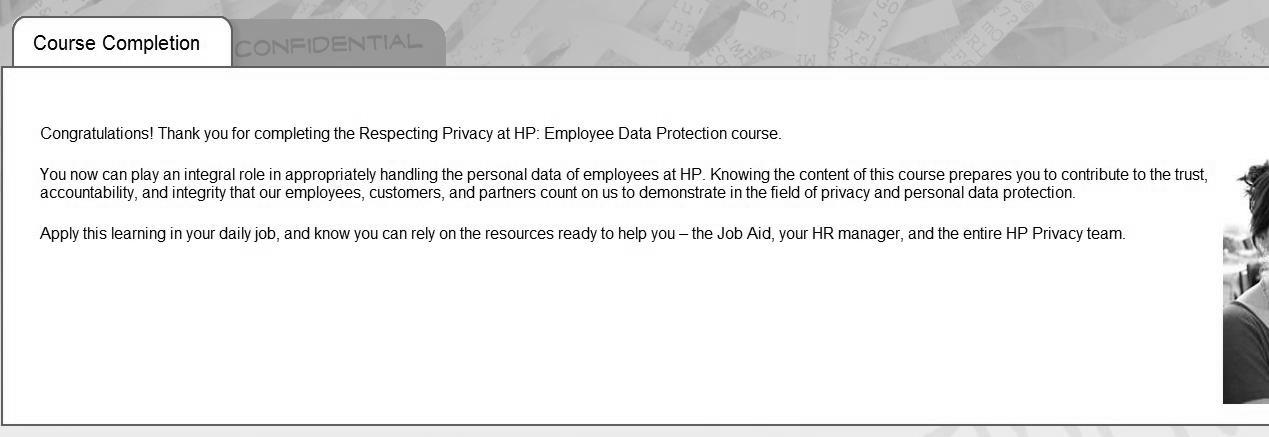 Course Completion
CONFIDENTIAL
Congratulations! Thank you for completing the Respecting Privacy at HP: Employee Data Protection course.
You now can play an integral role in appropriately handling the personal data of employees at HP. Knowing the content of this course prepares you to contribute to the trust,
accountability, and integrity that our employees, customers, and partners count on us to demonstrate in the field of privacy and personal data protection.
Apply this learning in your daily job, and know you can rely on the resources ready to help you – the Job Aid, your HR manager, and the entire HP Privacy team.